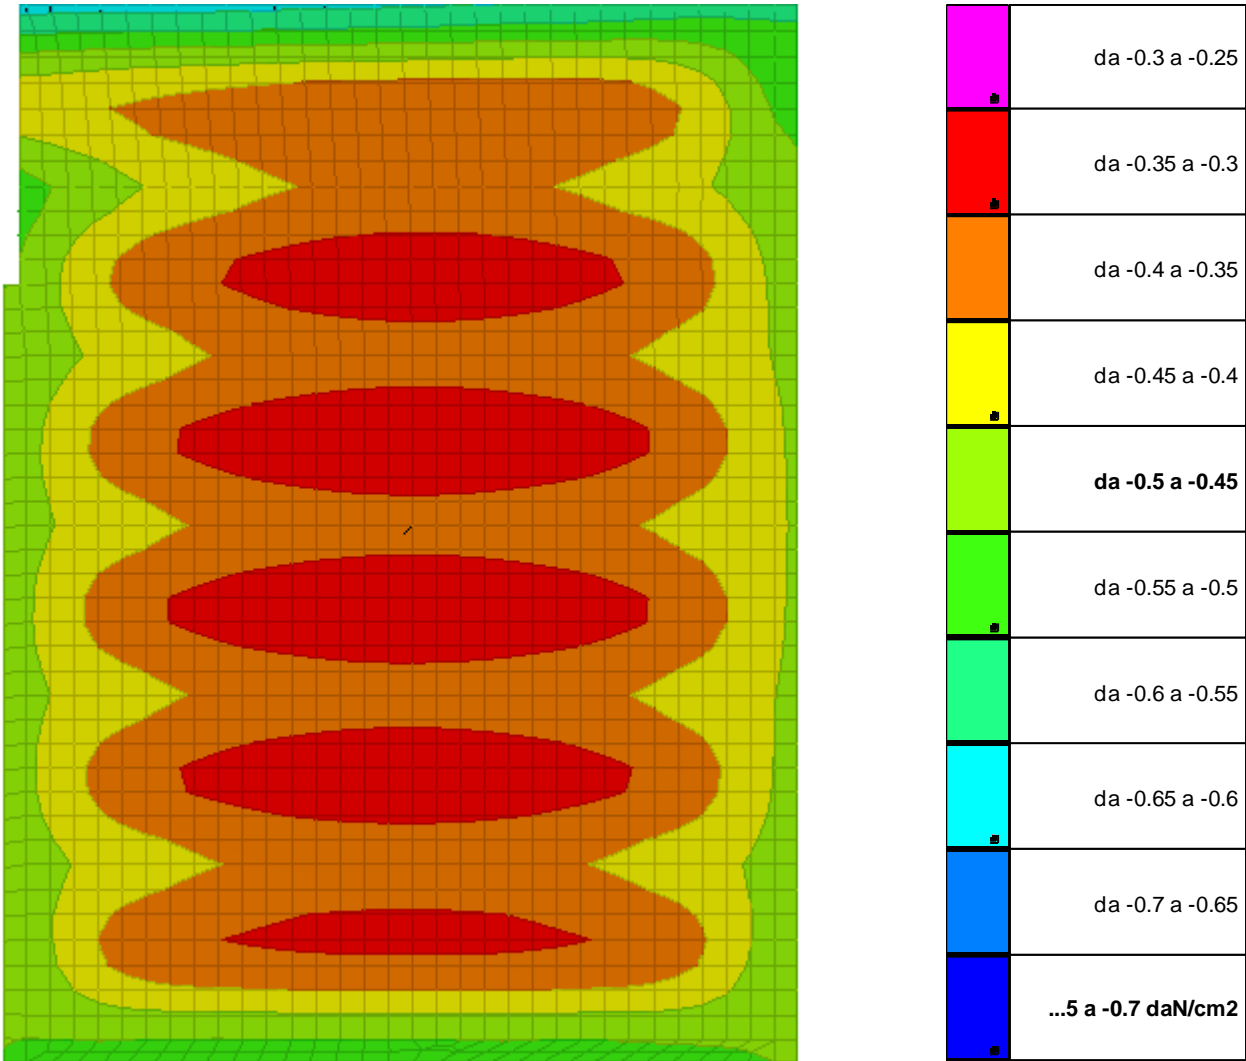 da -0.3 a -0.25
da -0.35 a -0.3
da -0.4 a -0.35
da -0.45 a -0.4
da -0.5 a -0.45
da -0.55 a -0.5
da -0.6 a -0.55
da -0.65 a -0.6
da -0.7 a -0.65
...5 a -0.7 daN/cm2